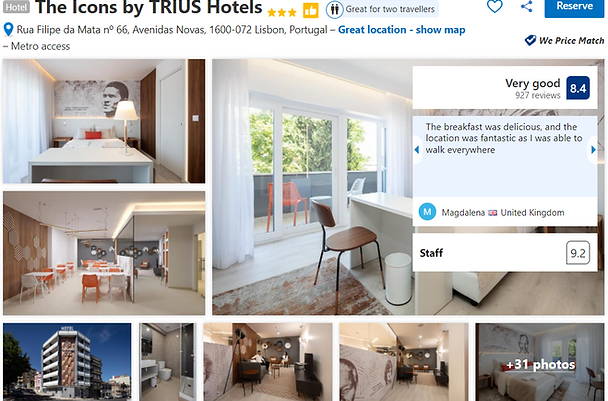 Hotel The Icons by TRIUS Hotels Great for two travellers Reserve
Rua Filipe da Mata nº 66, Avenidas Novas, 1600-072 Lisbon, Portugal – Great location - show map
– Metro access
We Price Match
Very good 8.4
927 reviews
The breakfast was delicious, and the
location was fantastic as I was able to
walk everywhere
M Magdalena United Kingdom
Staff 9.2
HOTEL
+31 photos